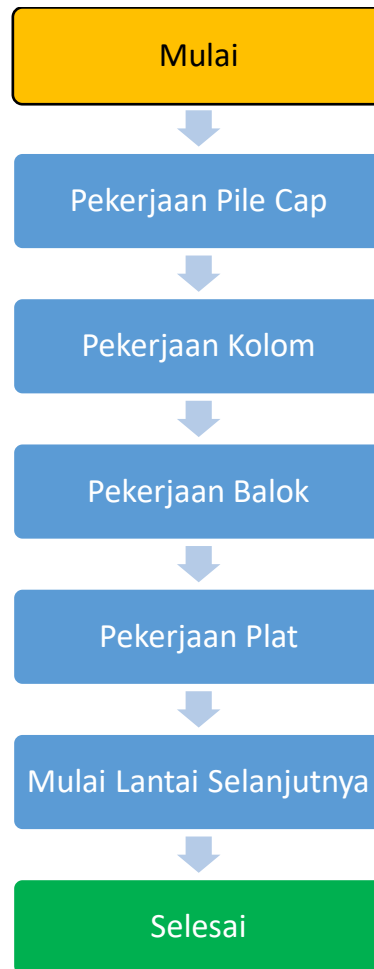 Mulai
Pekerjaan Pile Cap
Pekerjaan Kolom
Pekerjaan Balok
Pekerjaan Plat
Mulai Lantai Selanjutnya
Selesai